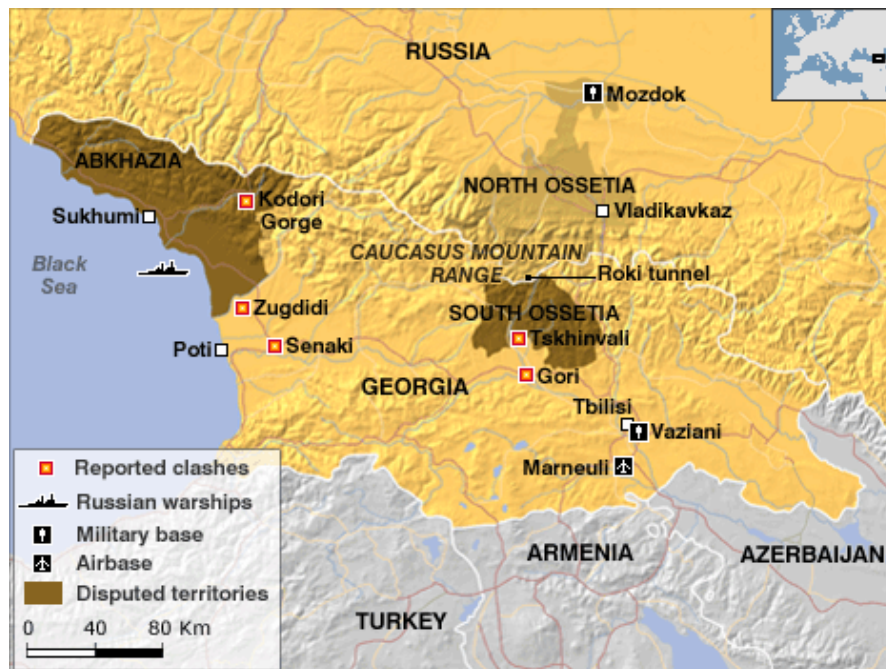 RUSSIA
Mozdok
ABKHAZIA
Kodori
Gorge
NORTH OSSETIA
Sukhumi
Vladikavkaz
CAUCASUS MOUNTAIN
RANGE
Roki tunnel
Black
Sea
Zugdidi
SOUTH OSSETIA
Tskhinvali
Poti
Senaki
GEORGIA
Gori
Tbilisi
Vaziani
Marneuli
Reported clashes
Russian warships
Military base
Airbase
Disputed territories
0 40 80 Km
ARMENIA
AZERBAIJAN
TURKEY